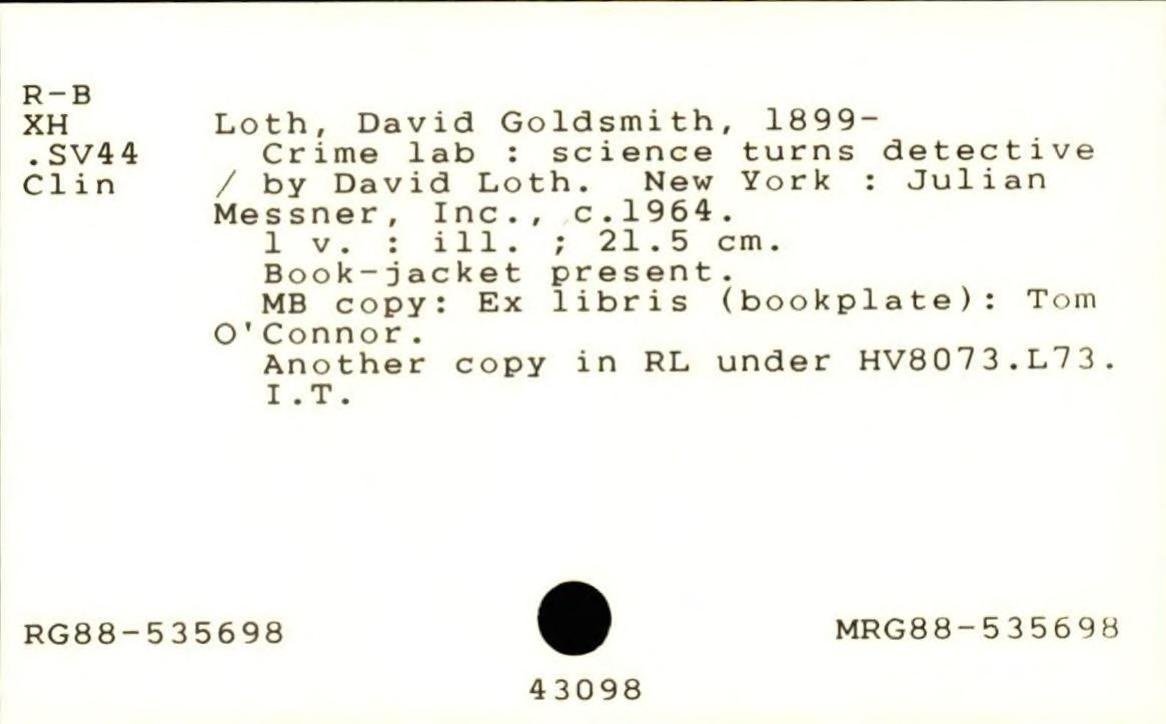 R-B
XH Loth, David Goldsmith, 1899-
.SV44 Crime lab : science turns detective
Clin / by David Loth. New York : Julian
Messner, Inc., c.1964.
1 v. : ill. ; 21.5 cm.
Book-jacket present.
MB copy: Ex libris (bookplate): Tom
O'Connor.
Another copy in RL under HV8073.L73.
I.T.
RG88-535698 MRG88-535698
43098